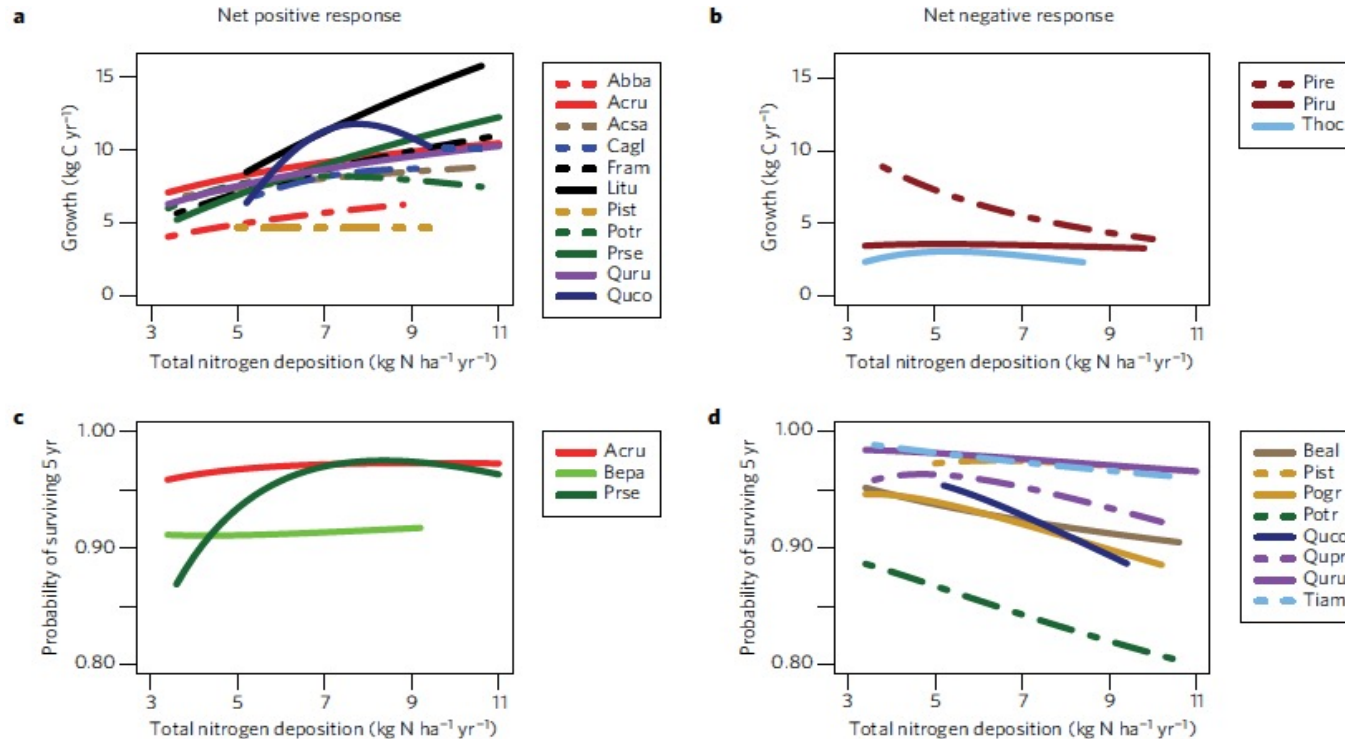 a Net positive response
Growth (kg C yr⁻¹)
15
10
5
0
3 5 7 9 11
Total nitrogen deposition (kg N ha⁻¹ yr⁻¹)
Abba
Acru
Acsa
Cagl
Fram
Litu
Pist
Potr
Prse
Quru
Quco
b Net negative response
Growth (kg C yr⁻¹)
15
10
5
0
3 5 7 9 11
Total nitrogen deposition (kg N ha⁻¹ yr⁻¹)
Pire
Piru
Thoc
c
Probability of surviving 5 yr
1.00
0.90
0.80
3 5 7 9 11
Total nitrogen deposition (kg N ha⁻¹ yr⁻¹)
Acru
Bepa
Prse
d
Probability of surviving 5 yr
1.00
0.90
0.80
3 5 7 9 11
Total nitrogen deposition (kg N ha⁻¹ yr⁻¹)
Beal
Pist
Pogr
Potr
Quco
Qupr
Quru
Tiam